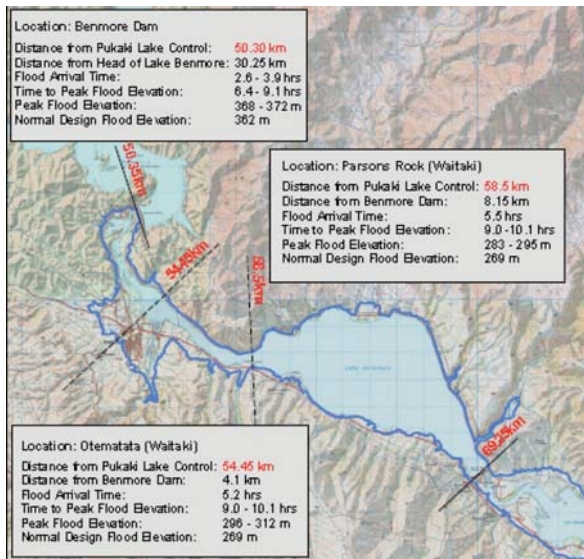 Location: Benmore Dam
Distance from Pukaki Lake Control: 50.30 km
Distance from Head of Lake Benmore: 30.25 km
Flood Arrival Time: 2.6 - 3.9 hrs
Time to Peak Flood Elevation: 6.4 - 9.1 hrs
Peak Flood Elevation: 368 - 372 m
Normal Design Flood Elevation: 362 m
50.35km
Location: Parsons Rock (Waitaki)
Distance from Pukaki Lake Control: 58.5 km
Distance from Benmore Dam: 8.15 km
Flood Arrival Time: 5.5 hrs
Time to Peak Flood Elevation: 9.0 -10.1 hrs
Peak Flood Elevation: 283 - 295 m
Normal Design Flood Elevation: 269 m
54.45km
58.5km
69.15km
Location: Otematata (Waitaki)
Distance from Pukaki Lake Control: 54.45 km
Distance from Benmore Dam: 4.1 km
Flood Arrival Time: 5.2 hrs
Time to Peak Flood Elevation: 9.0 - 10.1 hrs
Peak Flood Elevation: 296 - 312 m
Normal Design Flood Elevation: 269 m